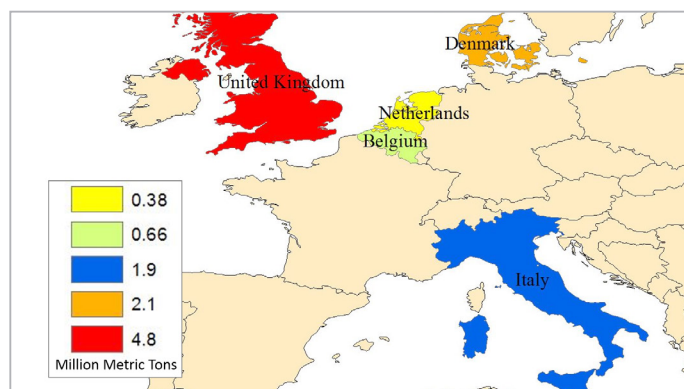 Denmark
United Kingdom
Netherlands
Belgium
0.38
0.66
1.9
2.1
4.8
Million Metric Tons
Italy